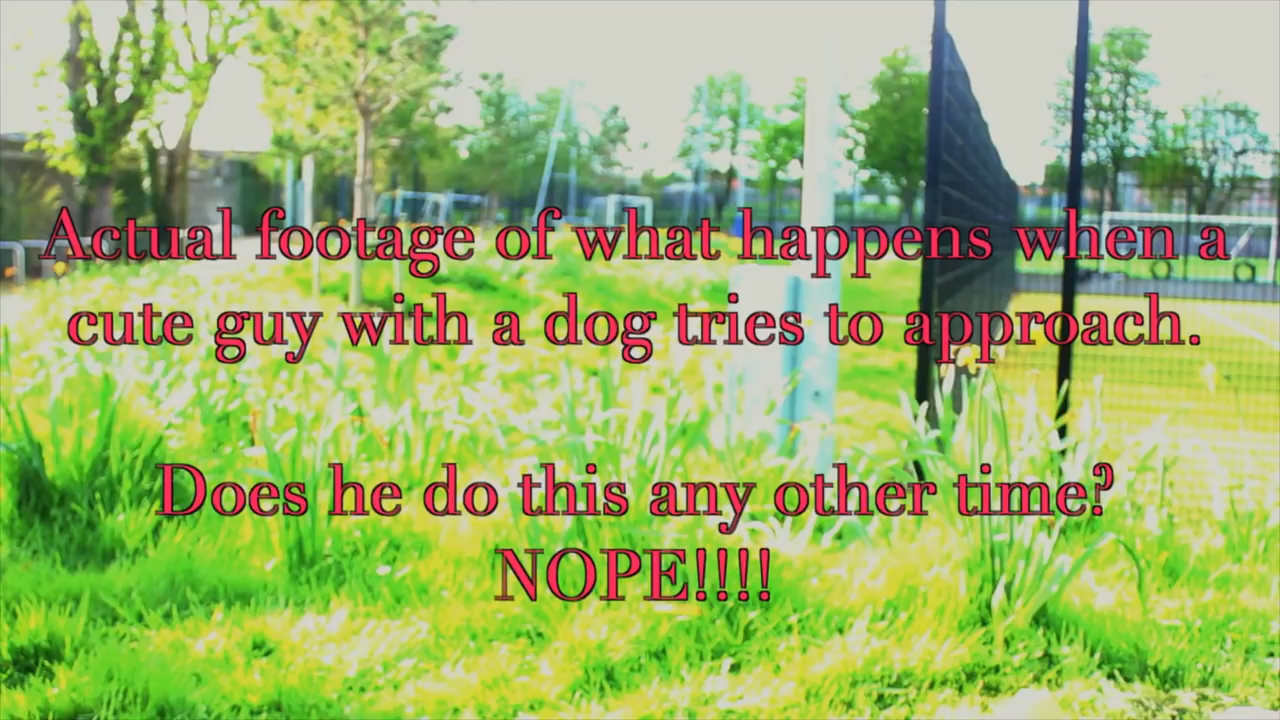 Actual footage of what happens when a
cute guy with a dog tries to approach.
Does he do this any other time?
NOPE!!!!